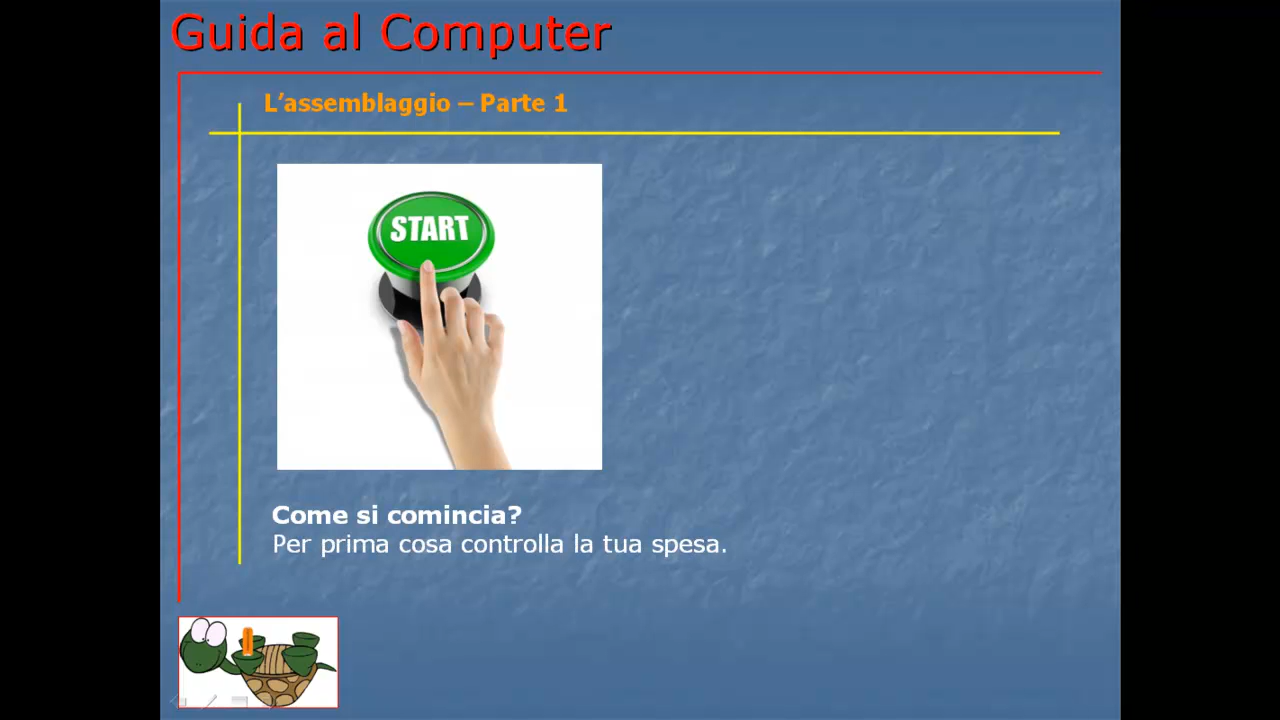 Guida al Computer
L'assemblaggio – Parte 1
START
Come si comincia?
Per prima cosa controlla la tua spesa.